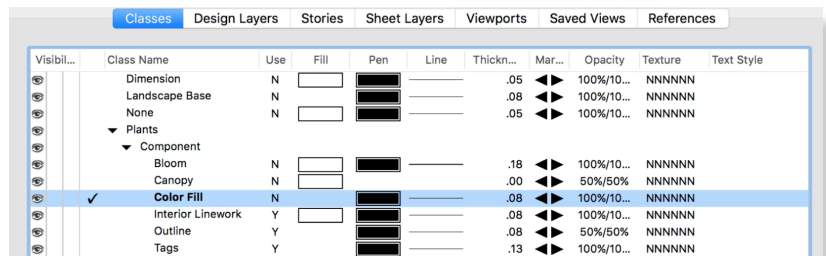 Classes Design Layers Stories Sheet Layers Viewports Saved Views References
Visibil... Class Name Use Fill Pen Line Thickn... Mar... Opacity Texture Text Style
Dimension N .05 100%/10... NNNNNN
Landscape Base N .08 100%/10... NNNNNN
None N .05 100%/10... NNNNNN
Plants
Component
Bloom N .18 100%/10... NNNNNN
Canopy N .00 50%/50% NNNNNN
Color Fill N .08 100%/10... NNNNNN
Interior Linework Y .08 100%/10... NNNNNN
Outline Y .08 50%/50% NNNNNN
Tags Y .13 100%/10... NNNNNN